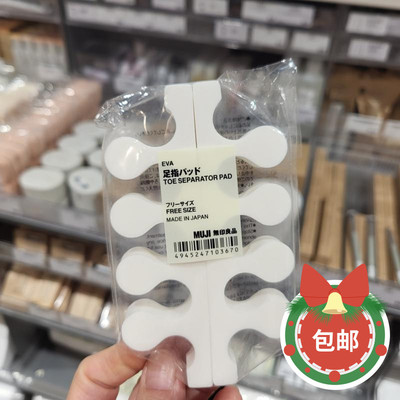 EVA
足指パッド
TOE SEPARATOR PAD
フリーサイズ
FREE SIZE
MADE IN JAPAN
MUJI 無印良品
4945247103670
包邮